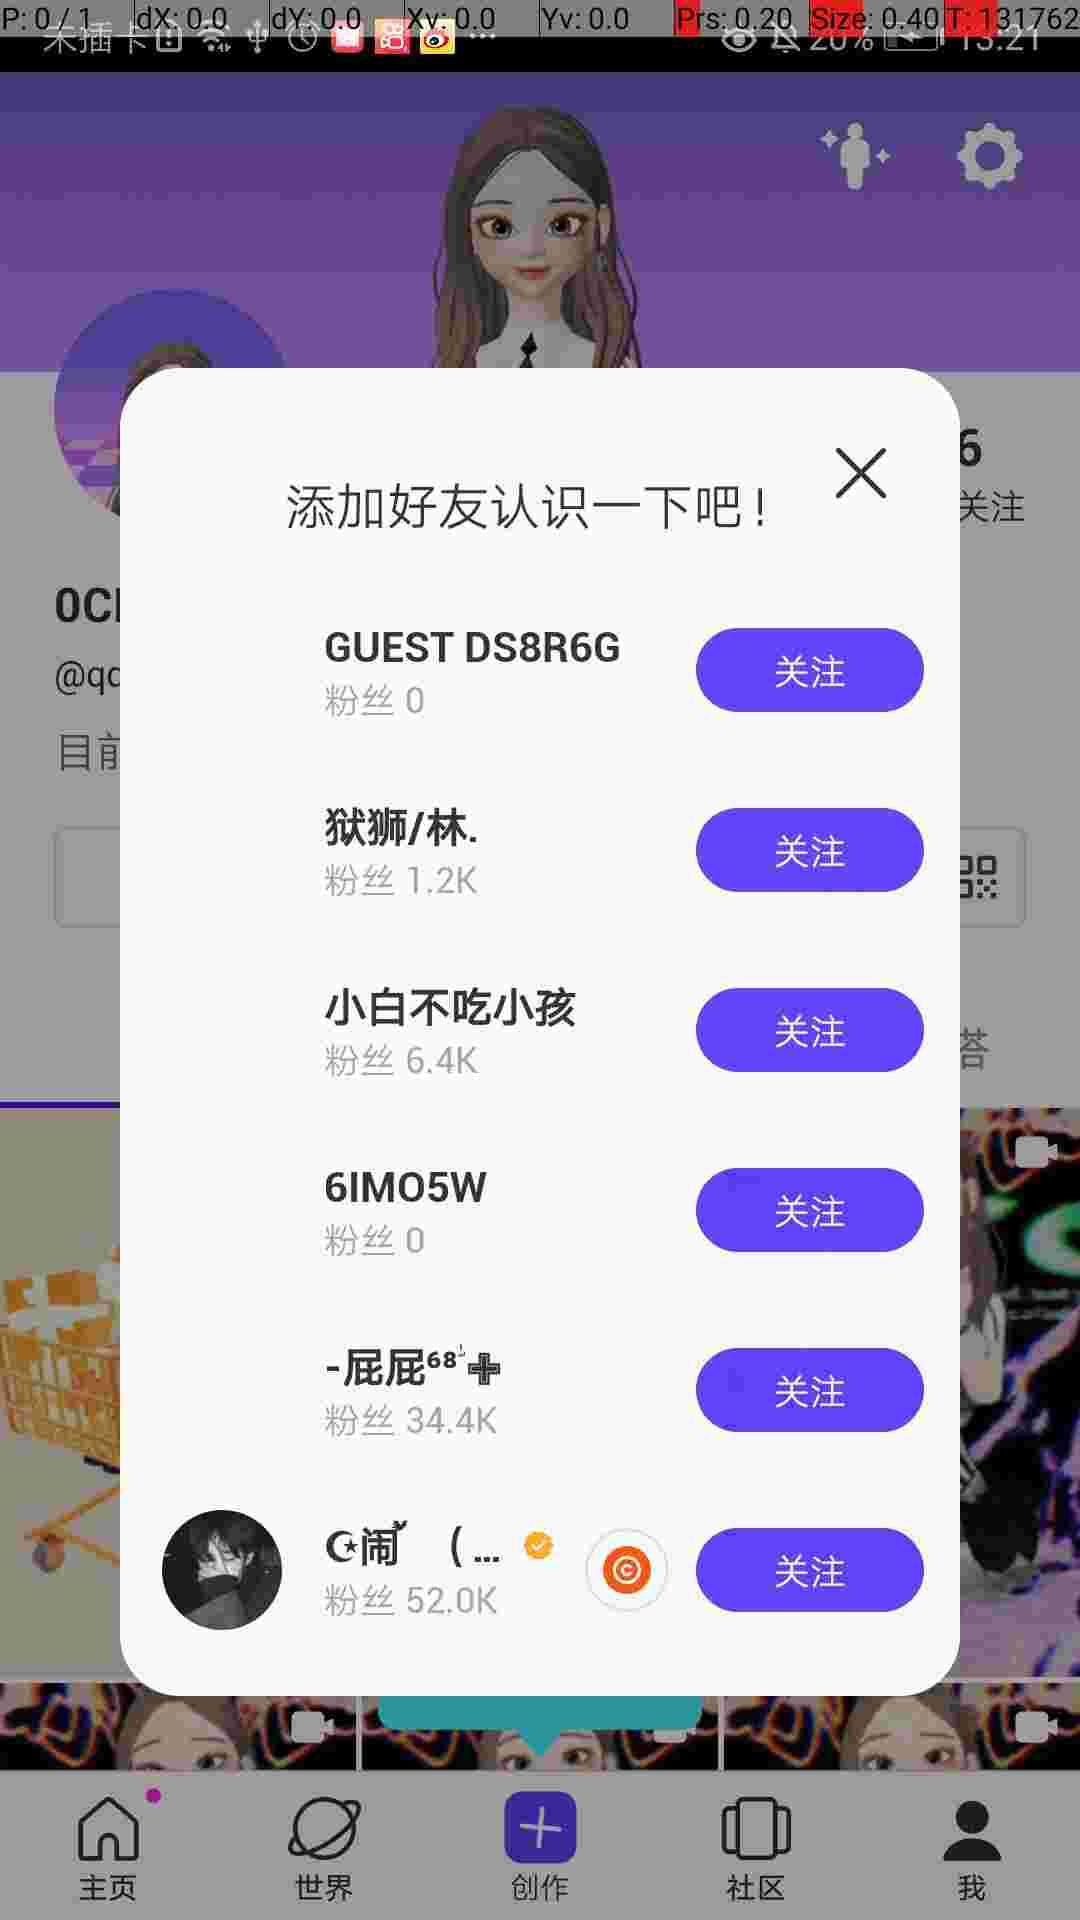 P: 0 / 1 dX: 0.0 dY: 0.0 Xv: 0.0 Yv: 0.0 Prs: 0.20 Size: 0.40 T: 131762
未插卡 20% 13:21
6
关注
添加好友认识一下吧!
0C
@qc
目前
GUEST DS8R6G
粉丝 0
关注
狱狮/林.
粉丝 1.2K
关注
小白不吃小孩
粉丝 6.4K
关注
答
6IMO5W
粉丝 0
关注
-屁屁⁶⁸
粉丝 34.4K
关注
☪闹 ( ...
粉丝 52.0K
关注
主页 世界 创作 社区 我